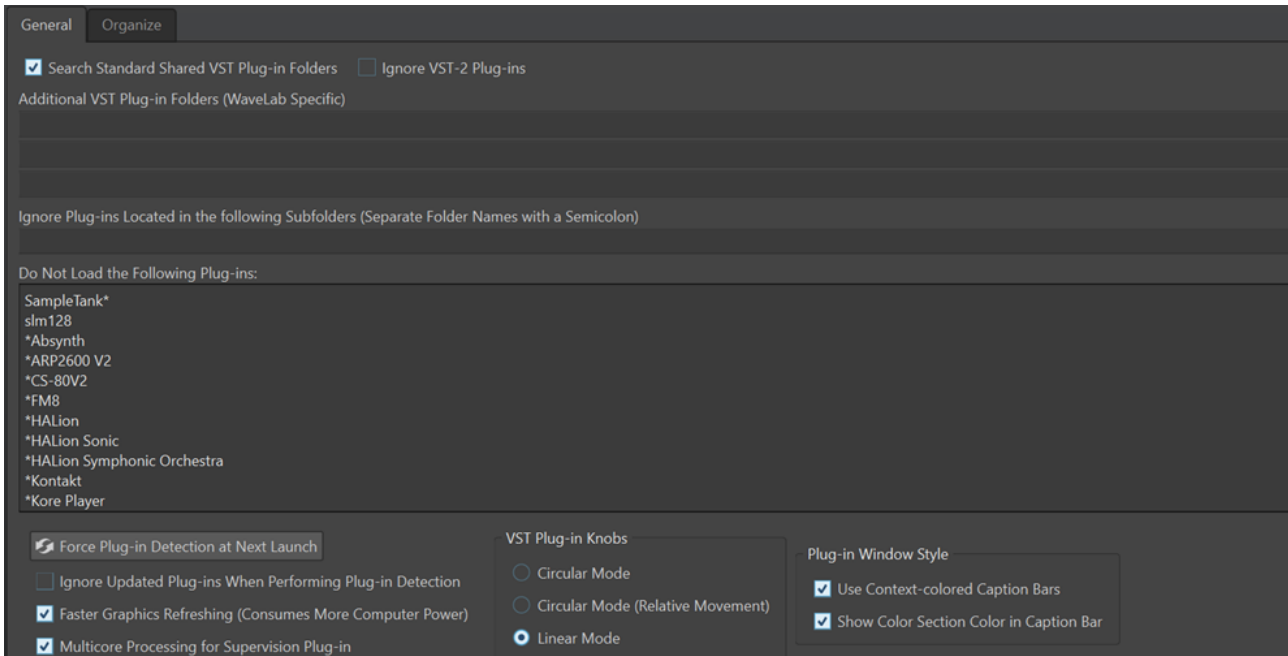 General Organize
Search Standard Shared VST Plug-in Folders Ignore VST-2 Plug-ins
Additional VST Plug-in Folders (WaveLab Specific)
Ignore Plug-ins Located in the following Subfolders (Separate Folder Names with a Semicolon)
Do Not Load the Following Plug-ins:
SampleTank*
slm128
*Absynth
*ARP2600 V2
*CS-80V2
*FM8
*HALion
*HALion Sonic
*HALion Symphonic Orchestra
*Kontakt
*Kore Player
Force Plug-in Detection at Next Launch
Ignore Updated Plug-ins When Performing Plug-in Detection
Faster Graphics Refreshing (Consumes More Computer Power)
Multicore Processing for Supervision Plug-in
VST Plug-in Knobs
Circular Mode
Circular Mode (Relative Movement)
Linear Mode
Plug-in Window Style
Use Context-colored Caption Bars
Show Color Section Color in Caption Bar